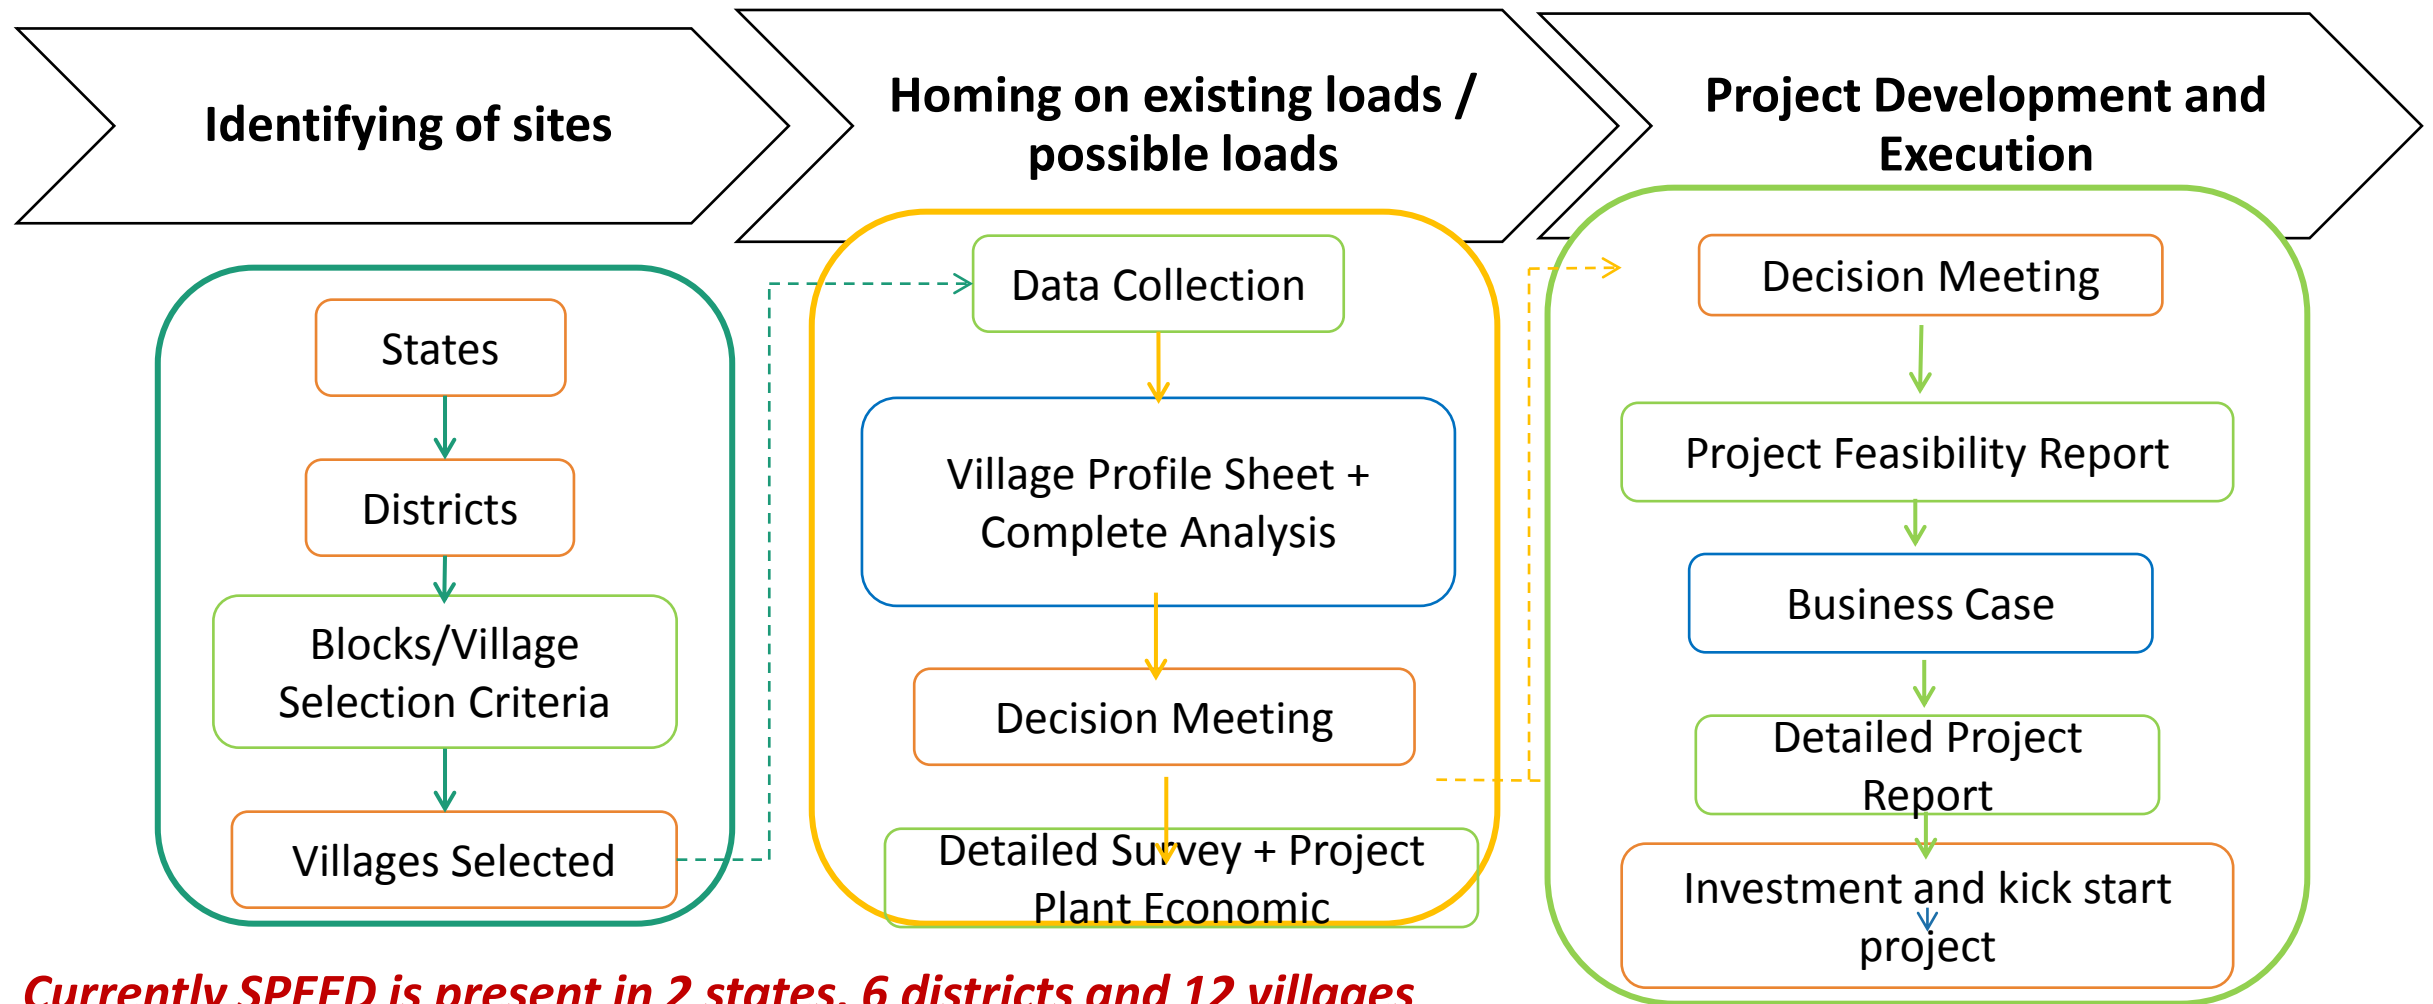 Identifying of sites
Homing on existing loads /
possible loads
Project Development and
Execution
States
Districts
Blocks/Village
Selection Criteria
Villages Selected
Data Collection
Village Profile Sheet +
Complete Analysis
Decision Meeting
Detailed Survey + Project
Plant Economic
Decision Meeting
Project Feasibility Report
Business Case
Detailed Project
Report
Investment and kick start
project
Currently SPEED is present in 2 states, 6 districts and 12 villages